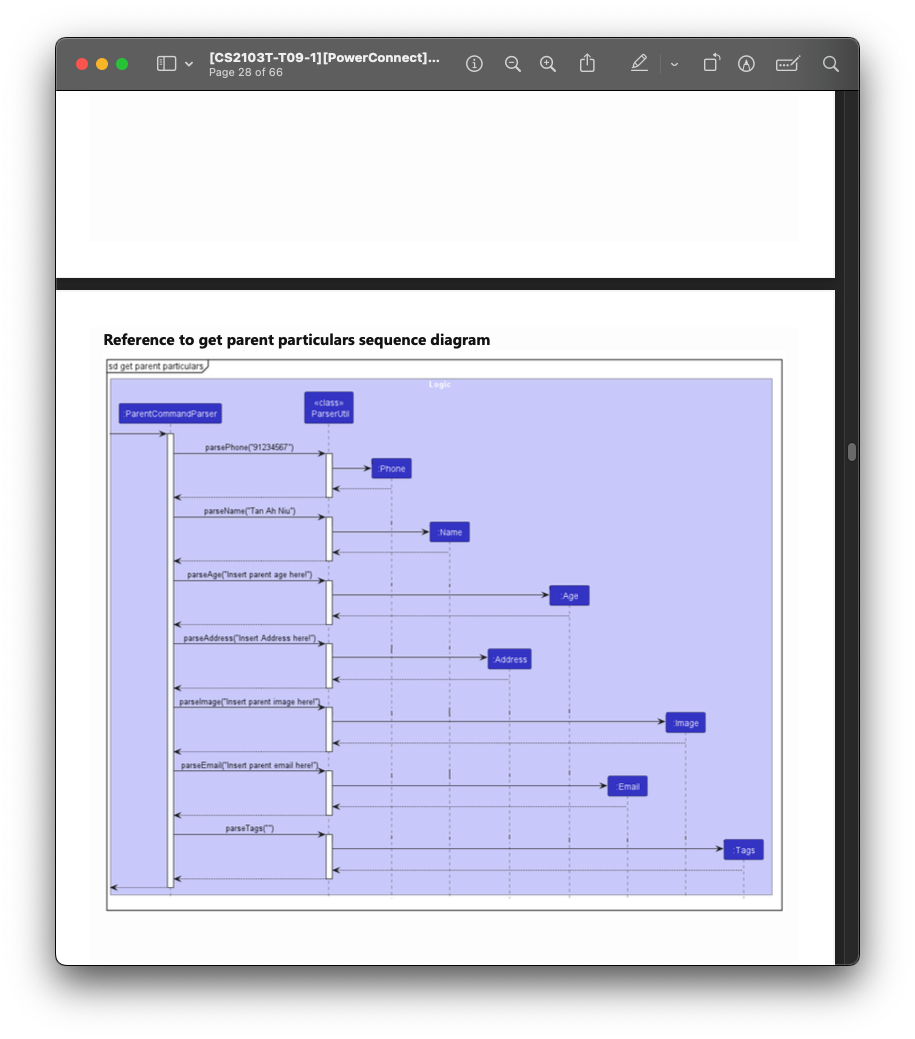 [CS2103T-T09-1][PowerConnect]...
Page 28 of 66
Reference to get parent particulars sequence diagram
sd get parent particulars
Logic
:ParentCommandParser
«class»
ParserUtil
parsePhone("91234567")
:Phone
parseName("Tan Ah Niu")
:Name
parseAge("Insert parent age here!")
:Age
parseAddress("Insert Address here!")
:Address
parseImage("Insert parent image here!")
:Image
parseEmail("Insert parent email here!")
:Email
parseTags("")
:Tags